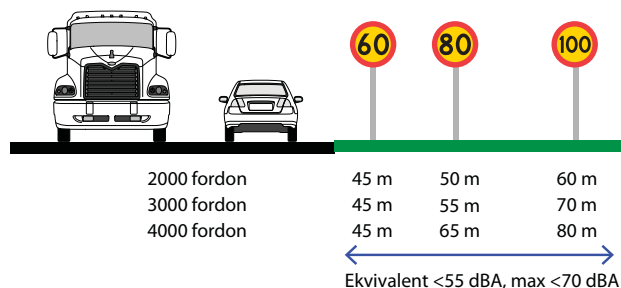 60 80 100
2000 fordon 45 m 50 m 60 m
3000 fordon 45 m 55 m 70 m
4000 fordon 45 m 65 m 80 m
Ekvivalent <55 dBA, max <70 dBA